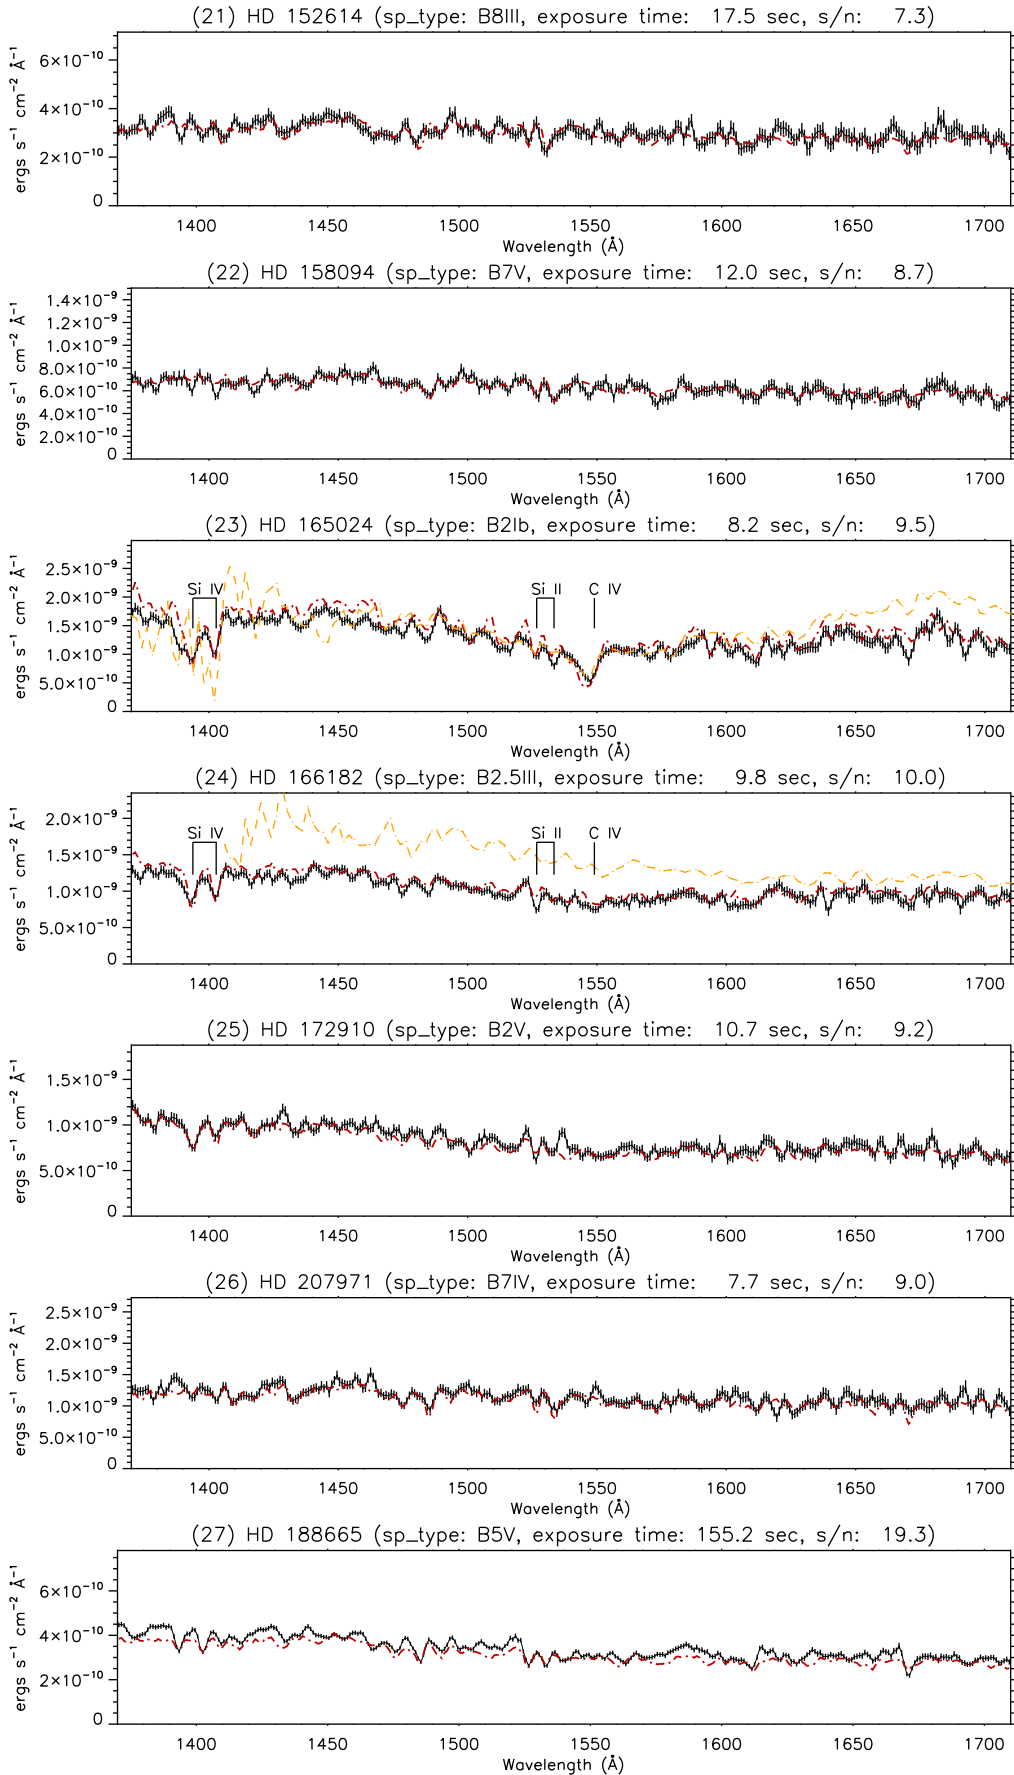 (21) HD 152614 (sp_type: B8III, exposure time: 17.5 sec, s/n: 7.3)
ergs s⁻¹ cm⁻² Å⁻¹
6×10⁻¹⁰
4×10⁻¹⁰
2×10⁻¹⁰
0
1400 1450 1500 1550 1600 1650 1700
Wavelength (Å)
(22) HD 158094 (sp_type: B7V, exposure time: 12.0 sec, s/n: 8.7)
ergs s⁻¹ cm⁻² Å⁻¹
1.4×10⁻⁹
1.2×10⁻⁹
1.0×10⁻⁹
8.0×10⁻¹⁰
6.0×10⁻¹⁰
4.0×10⁻¹⁰
2.0×10⁻¹⁰
0
1400 1450 1500 1550 1600 1650 1700
Wavelength (Å)
(23) HD 165024 (sp_type: B2Ib, exposure time: 8.2 sec, s/n: 9.5)
ergs s⁻¹ cm⁻² Å⁻¹
2.5×10⁻⁹
2.0×10⁻⁹
1.5×10⁻⁹
1.0×10⁻⁹
5.0×10⁻¹⁰
0
Si IV Si II C IV
1400 1450 1500 1550 1600 1650 1700
Wavelength (Å)
(24) HD 166182 (sp_type: B2.5III, exposure time: 9.8 sec, s/n: 10.0)
ergs s⁻¹ cm⁻² Å⁻¹
2.0×10⁻⁹
1.5×10⁻⁹
1.0×10⁻⁹
5.0×10⁻¹⁰
0
Si IV Si II C IV
1400 1450 1500 1550 1600 1650 1700
Wavelength (Å)
(25) HD 172910 (sp_type: B2V, exposure time: 10.7 sec, s/n: 9.2)
ergs s⁻¹ cm⁻² Å⁻¹
1.5×10⁻⁹
1.0×10⁻⁹
5.0×10⁻¹⁰
0
1400 1450 1500 1550 1600 1650 1700
Wavelength (Å)
(26) HD 207971 (sp_type: B7IV, exposure time: 7.7 sec, s/n: 9.0)
ergs s⁻¹ cm⁻² Å⁻¹
2.5×10⁻⁹
2.0×10⁻⁹
1.5×10⁻⁹
1.0×10⁻⁹
5.0×10⁻¹⁰
0
1400 1450 1500 1550 1600 1650 1700
Wavelength (Å)
(27) HD 188665 (sp_type: B5V, exposure time: 155.2 sec, s/n: 19.3)
ergs s⁻¹ cm⁻² Å⁻¹
6×10⁻¹⁰
4×10⁻¹⁰
2×10⁻¹⁰
0
1400 1450 1500 1550 1600 1650 1700
Wavelength (Å)